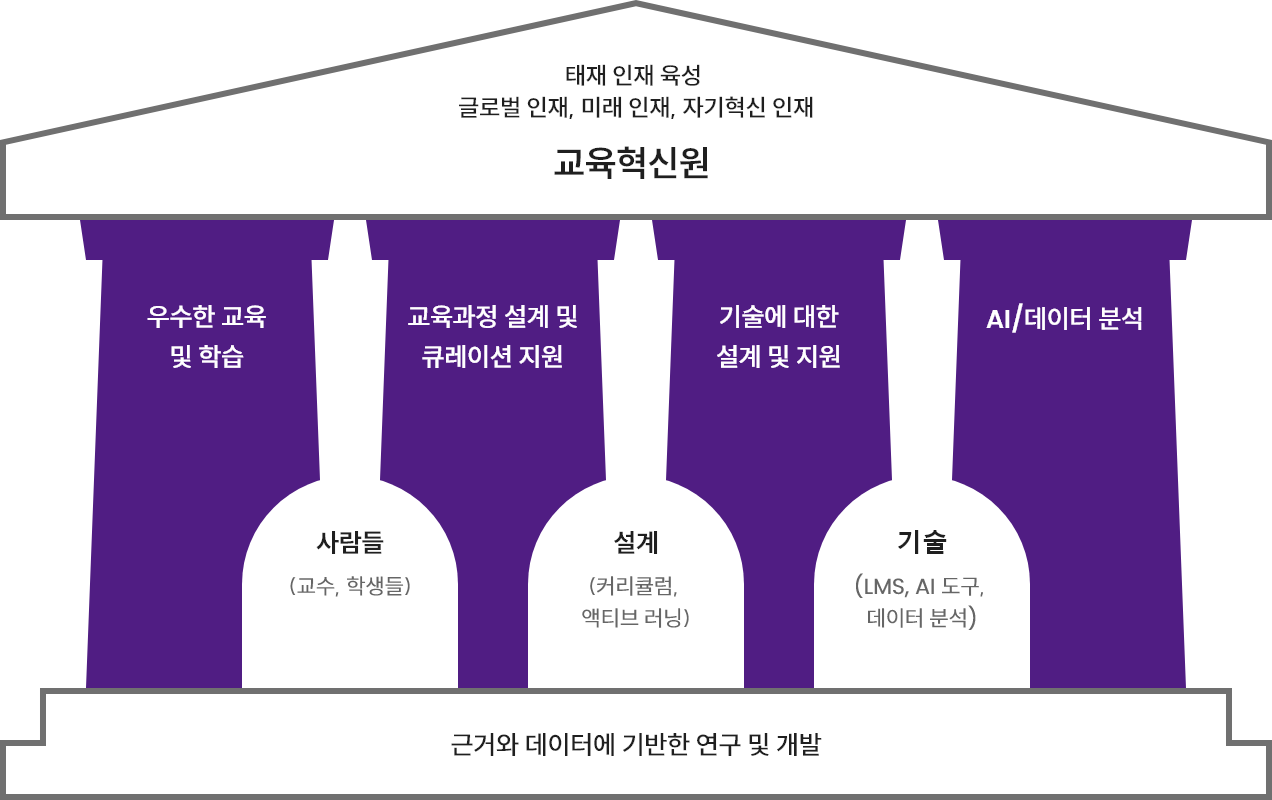 태재 인재 육성
글로벌 인재, 미래 인재, 자기혁신 인재
교육혁신원
우수한 교육
및 학습
교육과정 설계 및
큐레이션 지원
기술에 대한
설계 및 지원
AI/데이터 분석
사람들
(교수, 학생들)
설계
(커리큘럼,
액티브 러닝)
기술
(LMS, AI 도구,
데이터 분석)
근거와 데이터에 기반한 연구 및 개발